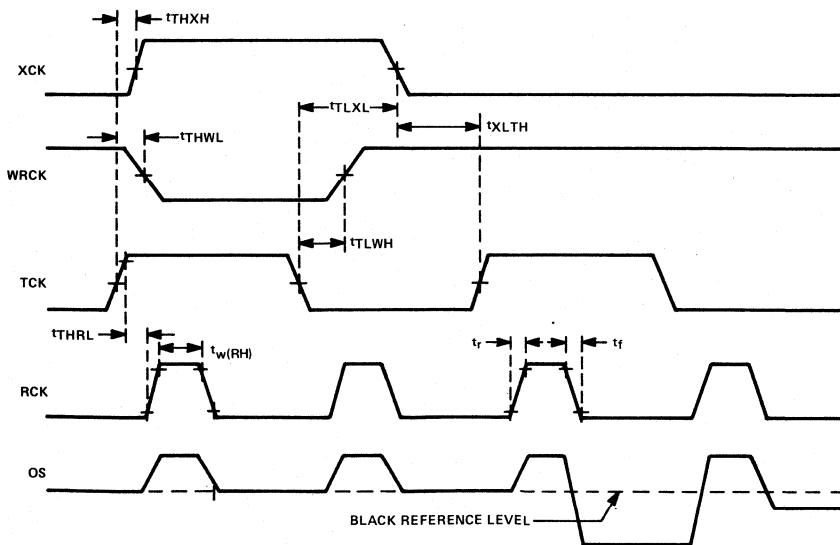 tTHXH
XCK
tTLXL
tXLTH
tTHWL
WRCK
tTLWH
TCK
tTHRL
tw(RH)
tr
tf
RCK
OS
BLACK REFERENCE LEVEL